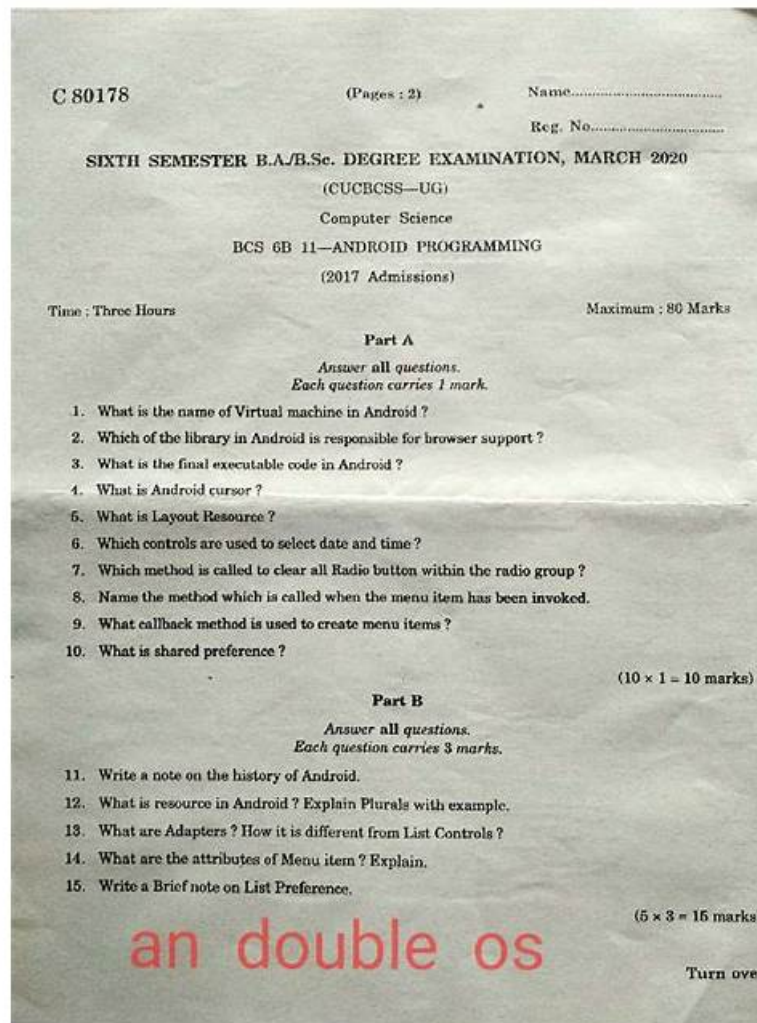 C 80178
(Pages : 2)
Name....................................
Reg. No................................
SIXTH SEMESTER B.A./B.Sc. DEGREE EXAMINATION, MARCH 2020
(CUCBCSS—UG)
Computer Science
BCS 6B 11—ANDROID PROGRAMMING
(2017 Admissions)
Time : Three Hours
Maximum : 80 Marks
Part A
Answer all questions.
Each question carries 1 mark.
1. What is the name of Virtual machine in Android ?
2. Which of the library in Android is responsible for browser support ?
3. What is the final executable code in Android ?
4. What is Android cursor ?
5. What is Layout Resource ?
6. Which controls are used to select date and time ?
7. Which method is called to clear all Radio button within the radio group ?
8. Name the method which is called when the menu item has been invoked.
9. What callback method is used to create menu items ?
10. What is shared preference ?
(10 × 1 = 10 marks)
Part B
Answer all questions.
Each question carries 3 marks.
11. Write a note on the history of Android.
12. What is resource in Android ? Explain Plurals with example.
13. What are Adapters ? How it is different from List Controls ?
14. What are the attributes of Menu item ? Explain.
15. Write a Brief note on List Preference.
(5 × 3 = 15 marks
an double os
Turn ove